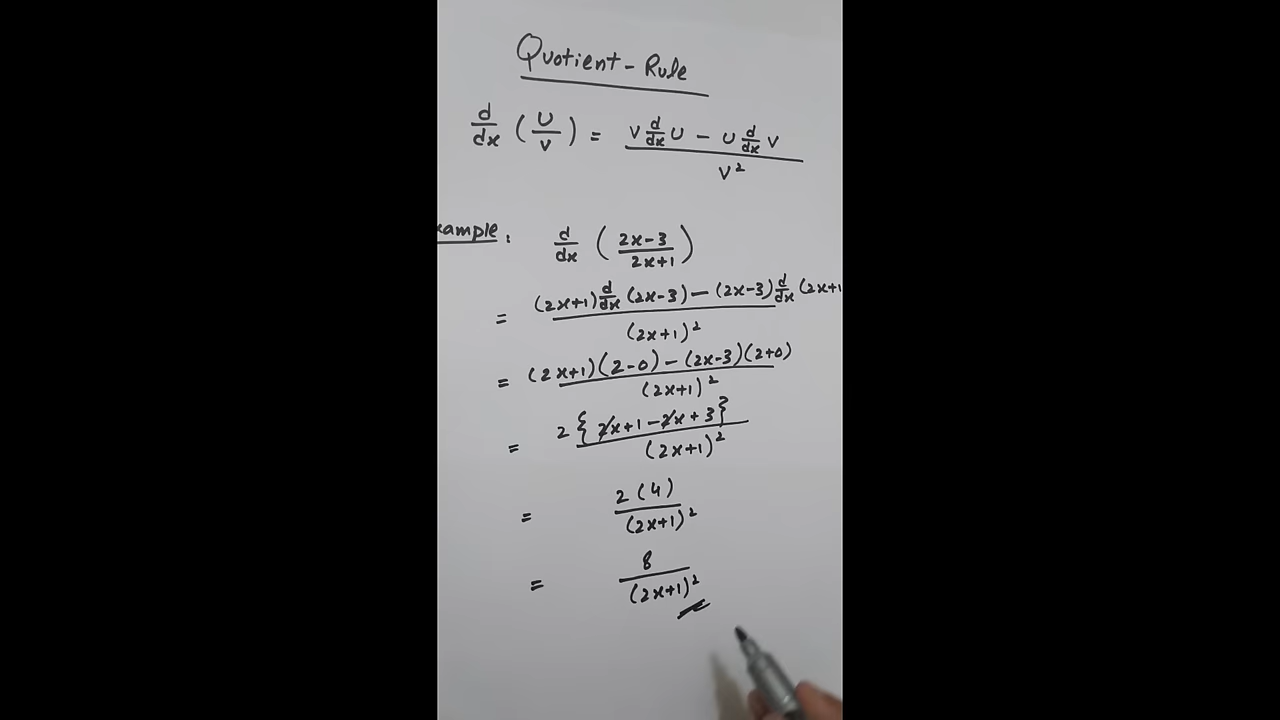 Quotient-Rule
d/dx (U/V) = (V d/dx U - U d/dx V)/V²
xample: d/dx ((2x-3)/(2x+1))
= ((2x+1) d/dx (2x-3) - (2x-3) d/dx (2x+1)/(2x+1)²
= ((2x+1)(2-0) - (2x-3)(2+0))/(2x+1)²
= 2{2x+1-2x+3}/(2x+1)²
= 2(4)/(2x+1)²
= 8/(2x+1)²